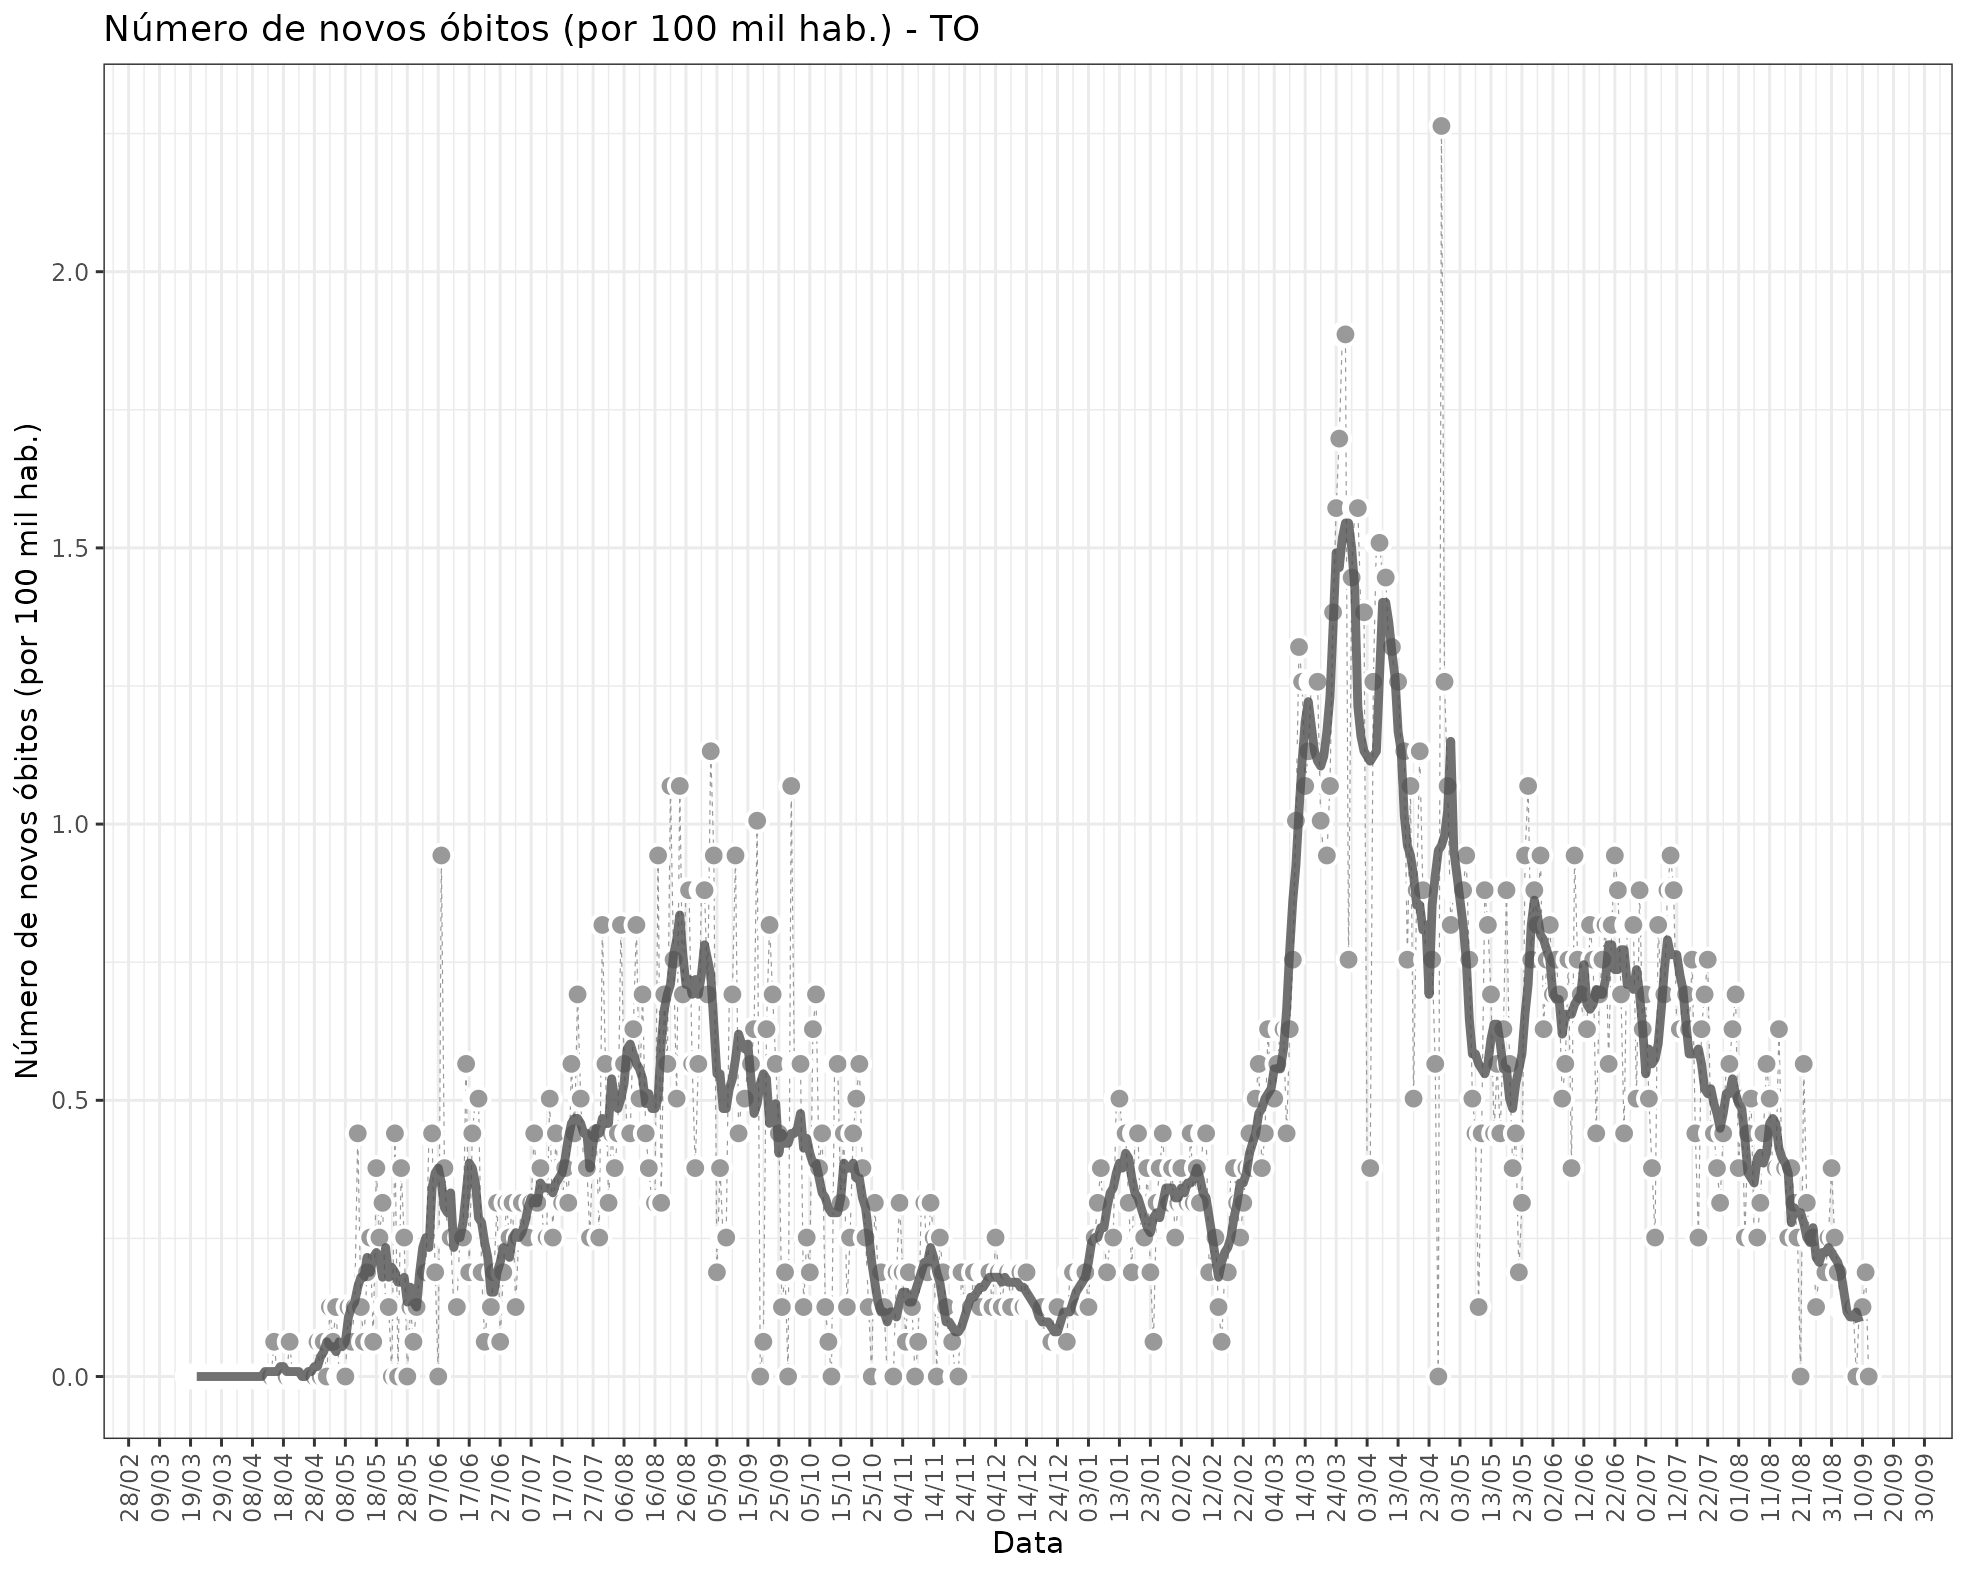 Número de novos óbitos (por 100 mil hab.) - TO
Número de novos óbitos (por 100 mil hab.)
2.0
1.5
1.0
0.5
0.0
28/02 09/03 19/03 29/03 08/04 18/04 28/04 08/05 18/05 28/05 07/06 17/06 27/06 07/07 17/07 27/07 06/08 16/08 26/08 05/09 15/09 25/09 05/10 15/10 25/10 04/11 14/11 24/11 04/12 14/12 24/12 03/01 13/01 23/01 02/02 12/02 22/02 04/03 14/03 24/03 03/04 13/04 23/04 03/05 13/05 23/05 02/06 12/06 22/06 02/07 12/07 22/07 01/08 11/08 21/08 31/08 10/09 20/09 30/09
Data